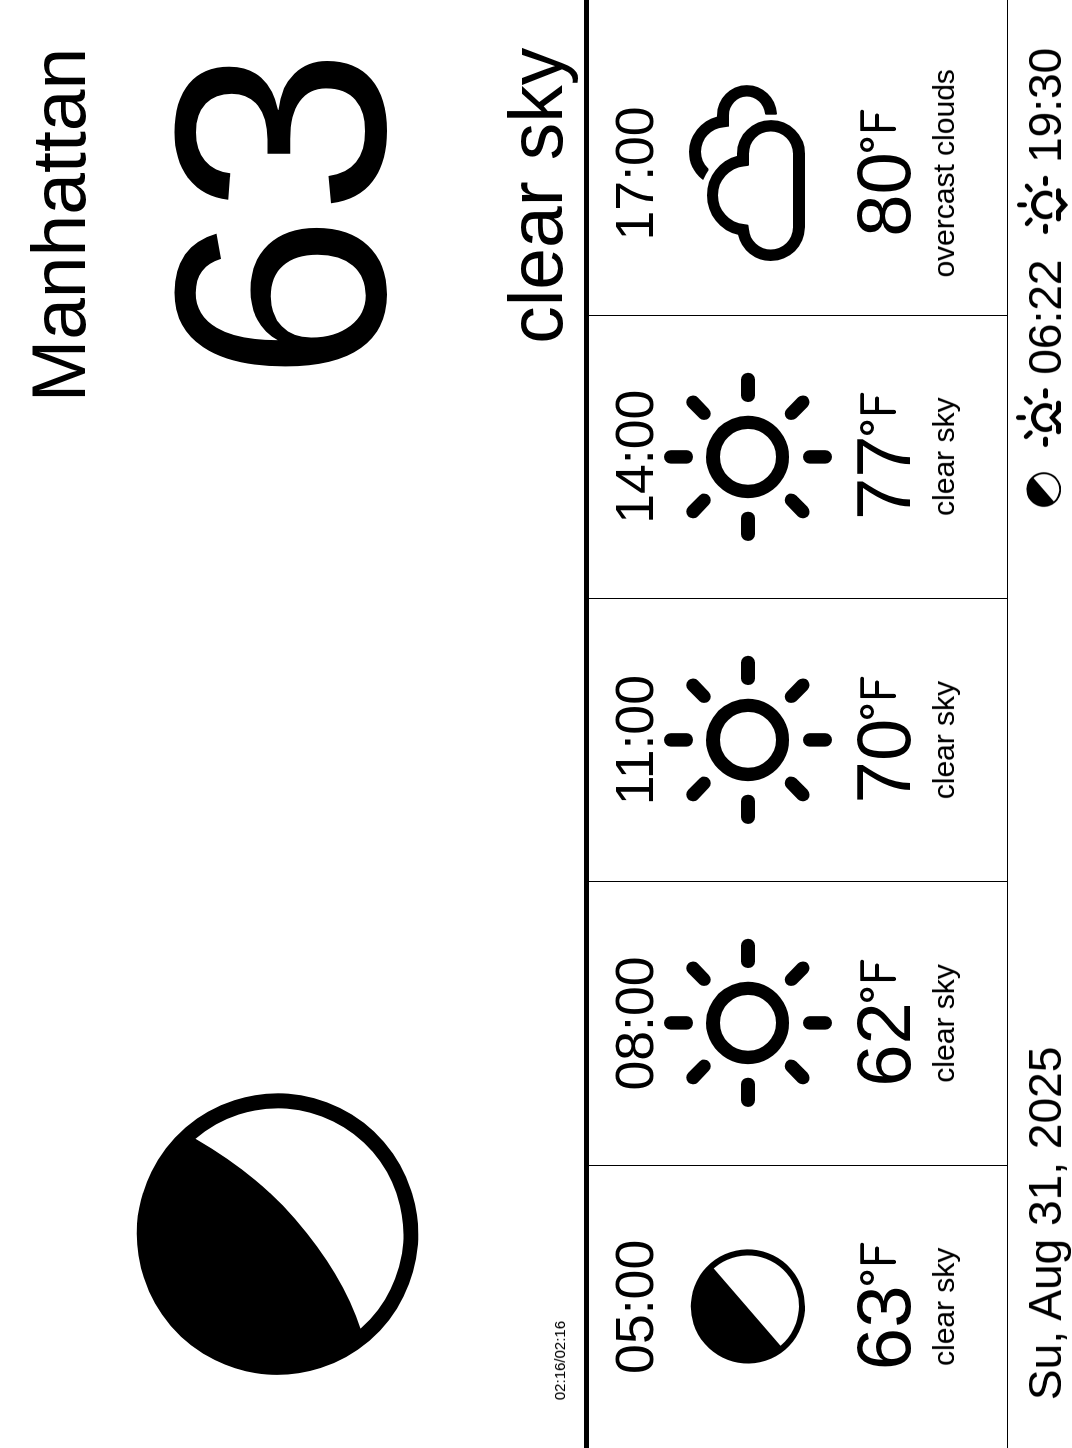 Manhattan
63
clear sky
02:16/02:16
05:00
63°F
clear sky
08:00
62°F
clear sky
11:00
70°F
clear sky
14:00
77°F
clear sky
17:00
80°F
overcast clouds
Su, Aug 31, 2025
06:22
19:30